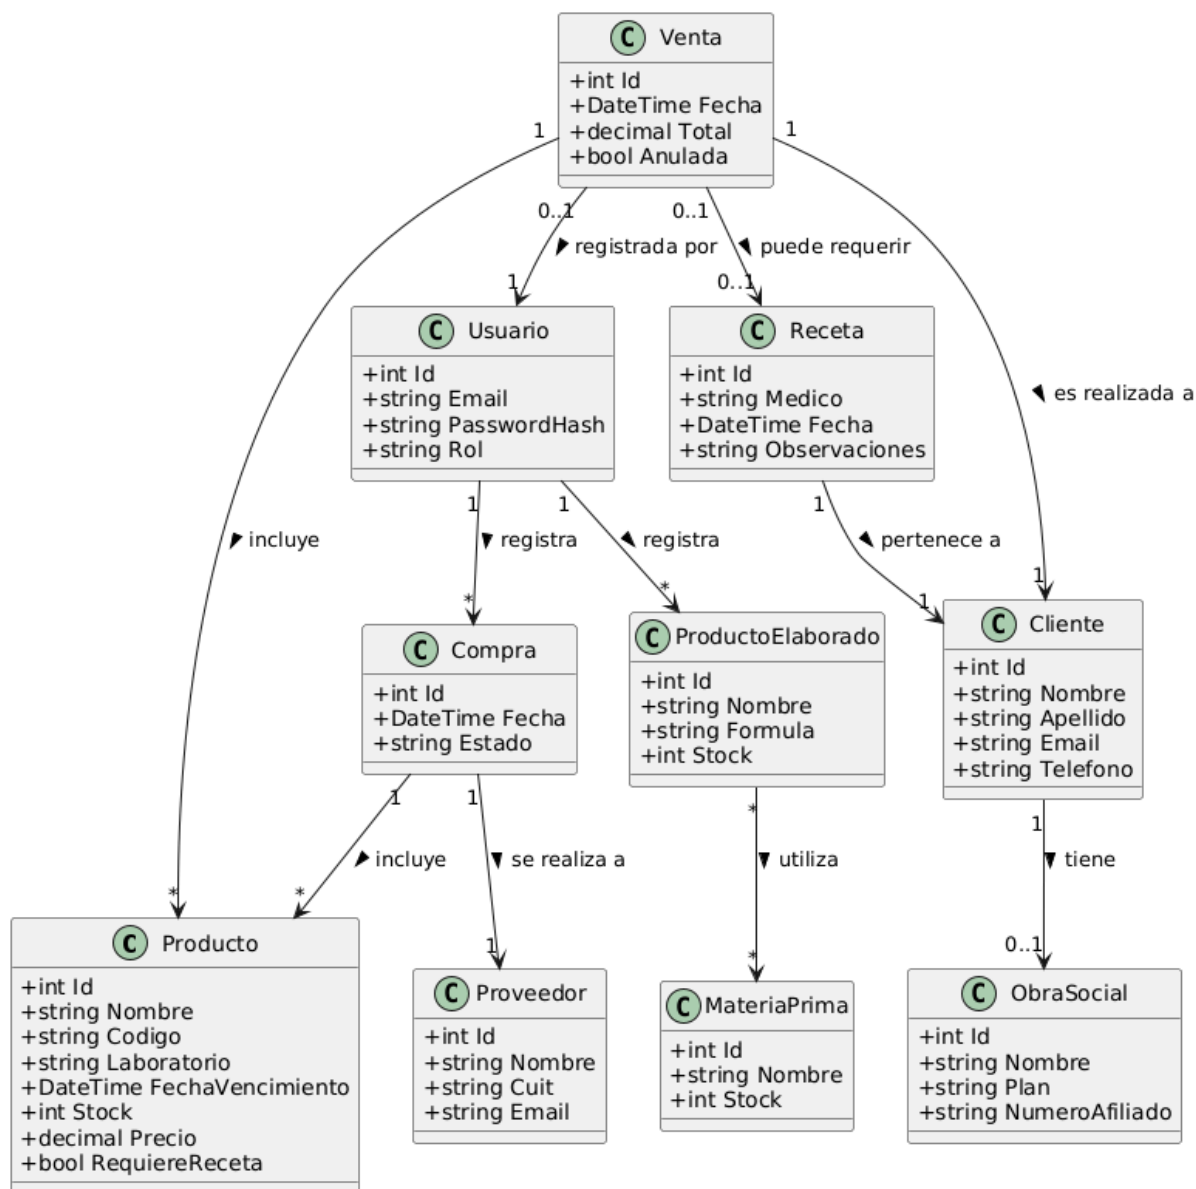 C Venta
+int Id
+DateTime Fecha
+decimal Total
+bool Anulada
1
1
0..1
0..1
registrada por
puede requerir
1
0..1
C Usuario
+int Id
+string Email
+string PasswordHash
+string Rol
C Receta
+int Id
+string Medico
+DateTime Fecha
+string Observaciones
es realizada a
1
1
1
incluye
registra
registra
pertenece a
*
*
1
1
C Compra
+int Id
+DateTime Fecha
+string Estado
C ProductoElaborado
+int Id
+string Nombre
+string Formula
+int Stock
C Cliente
+int Id
+string Nombre
+string Apellido
+string Email
+string Telefono
1
1
*
1
incluye
se realiza a
utiliza
tiene
*
*
1
*
0..1
C Producto
+int Id
+string Nombre
+string Codigo
+string Laboratorio
+DateTime FechaVencimiento
+int Stock
+decimal Precio
+bool RequiereReceta
C Proveedor
+int Id
+string Nombre
+string Cuit
+string Email
C MateriaPrima
+int Id
+string Nombre
+int Stock
C ObraSocial
+int Id
+string Nombre
+string Plan
+string NumeroAfiliado